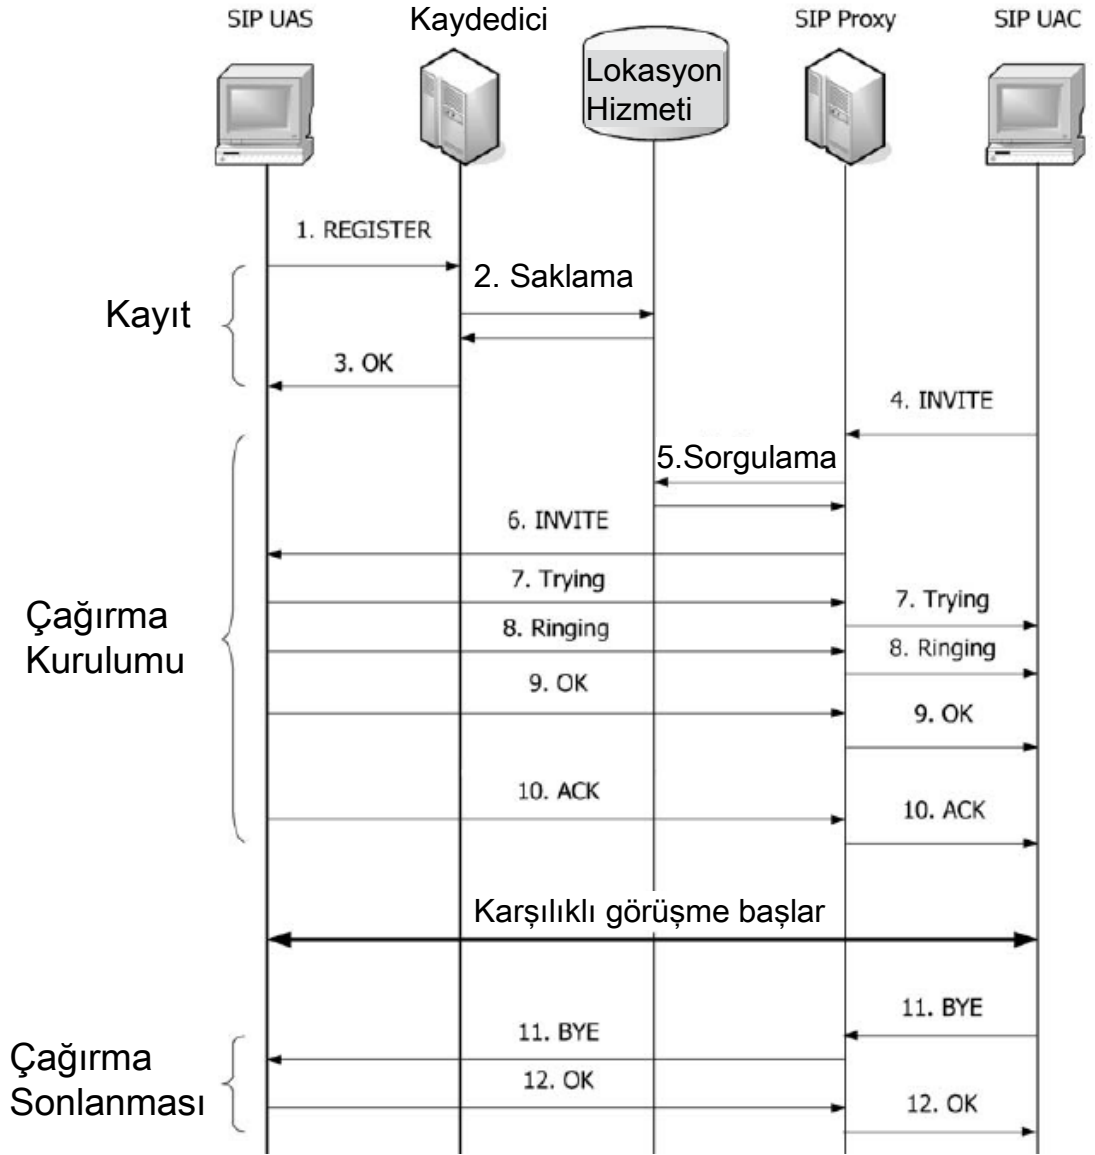 SIP UAS
Kaydedici
Lokasyon
Hizmeti
SIP Proxy
SIP UAC
1. REGISTER
2. Saklama
Kayıt
3. OK
4. INVITE
5.Sorgulama
6. INVITE
7. Trying
7. Trying
Çağırma
Kurulumu
8. Ringing
8. Ringing
9. OK
9. OK
10. ACK
10. ACK
Karşılıklı görüşme başlar
11. BYE
11. BYE
Çağırma
Sonlanması
12. OK
12. OK